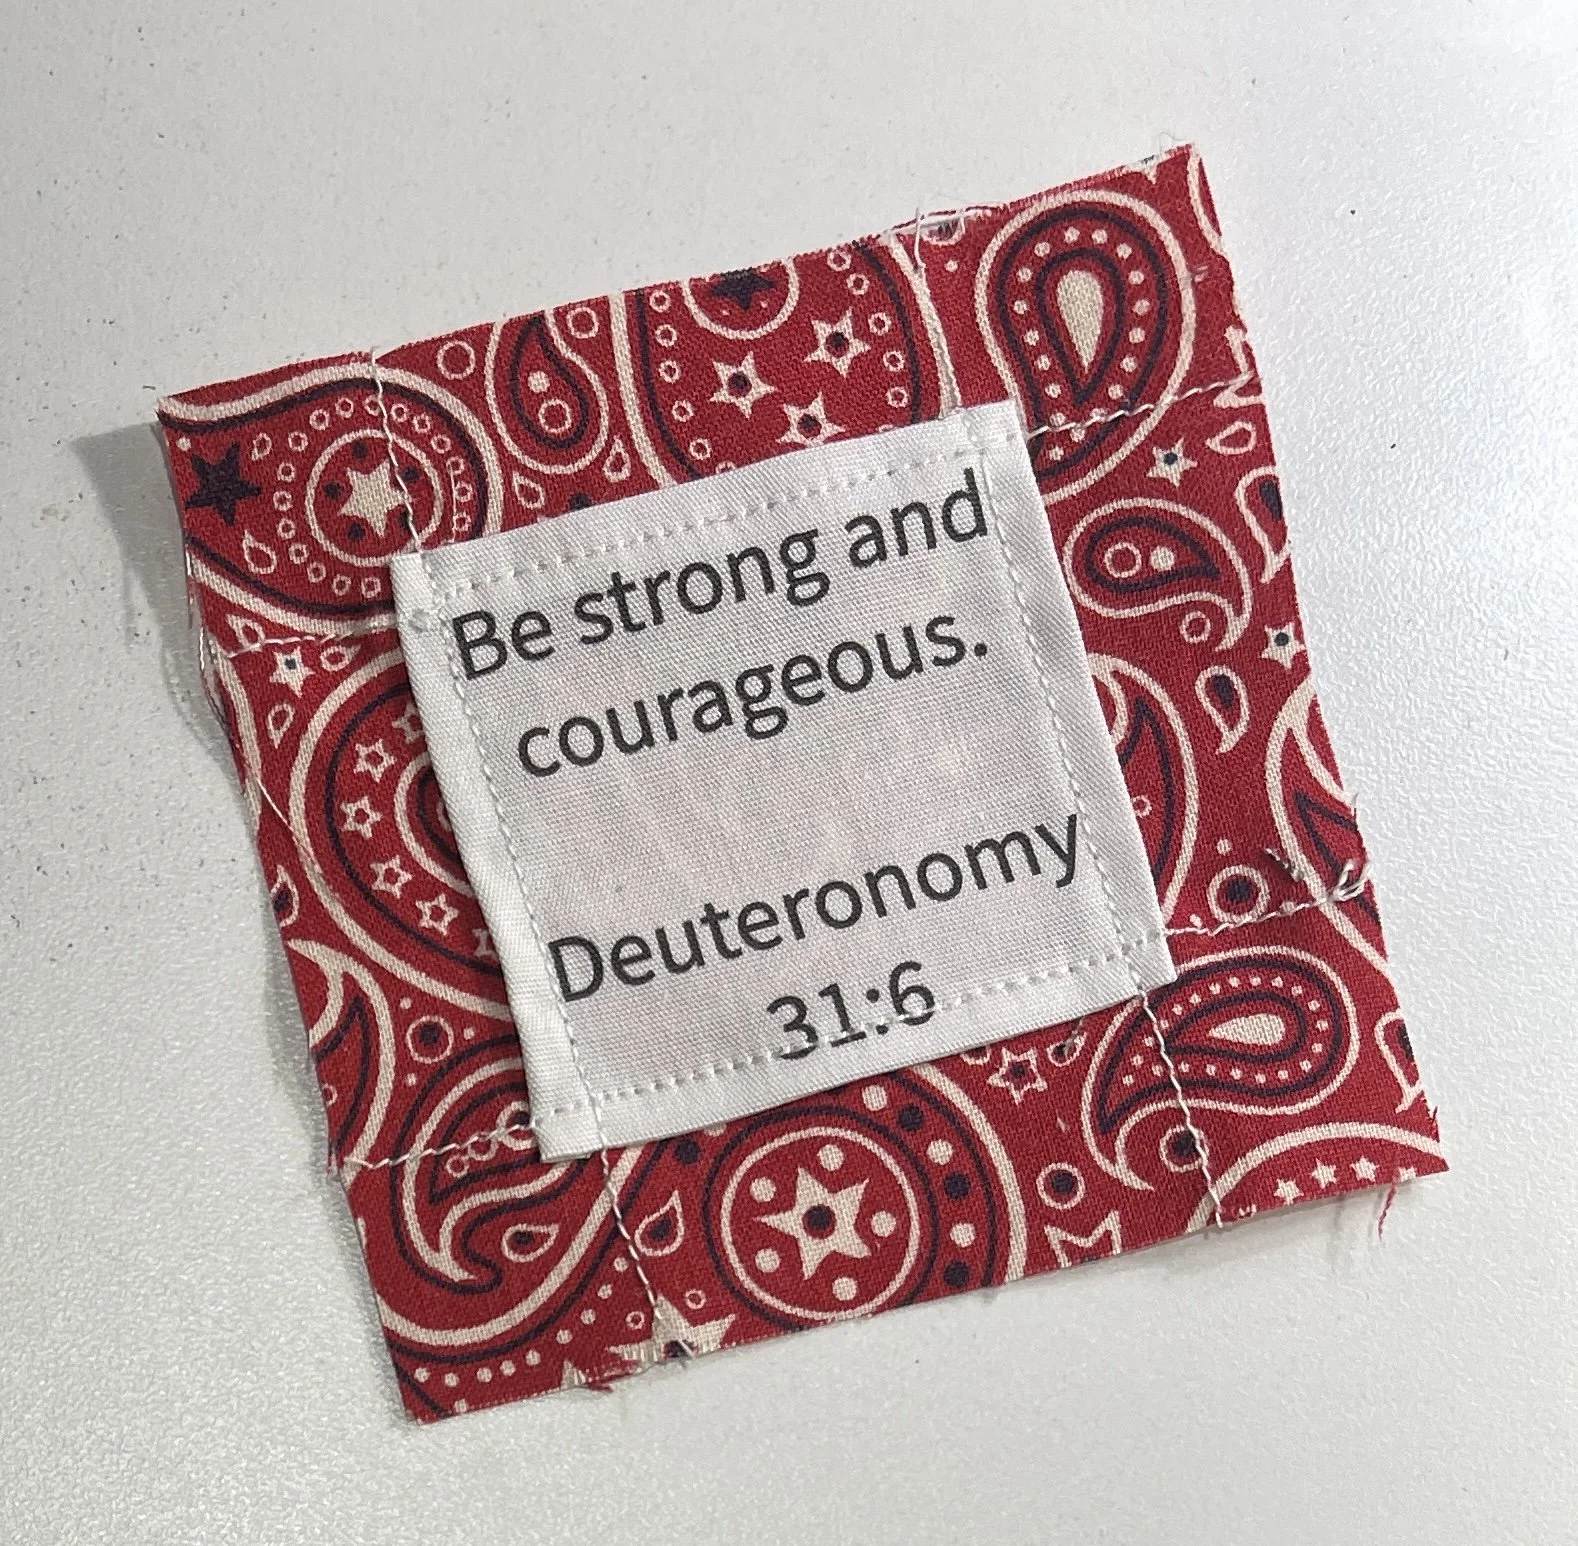 Be strong and
courageous.
Deuteronomy
31:6